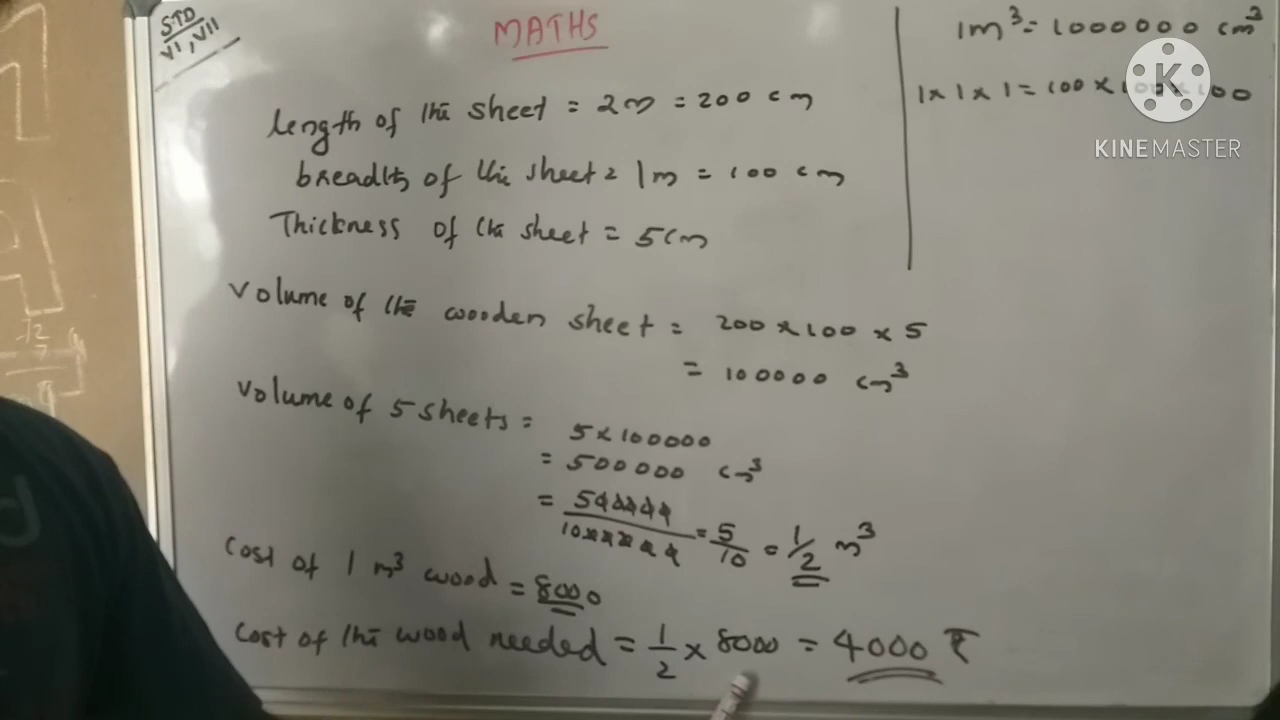 STD
VI, VII
MATHS
length of the sheet = 2m = 200 cm
breadth of the sheet = 1m = 100 cm
Thickness of the sheet = 5cm
Volume of the wooden sheet = 200 x 100 x 5
= 100000 cm³
Volume of 5 sheets =
5 x 100000
= 500000 cm³
= 500000/1000000 = 5/10 = 1/2 m³
Cost of 1 m³ wood = 8000
Cost of the wood needed = 1/2 x 8000 = 4000 ₹
1m³ = 1000000 cm³
1 x 1 x 1 = 100 x 100 x 100
K
KINEMASTER